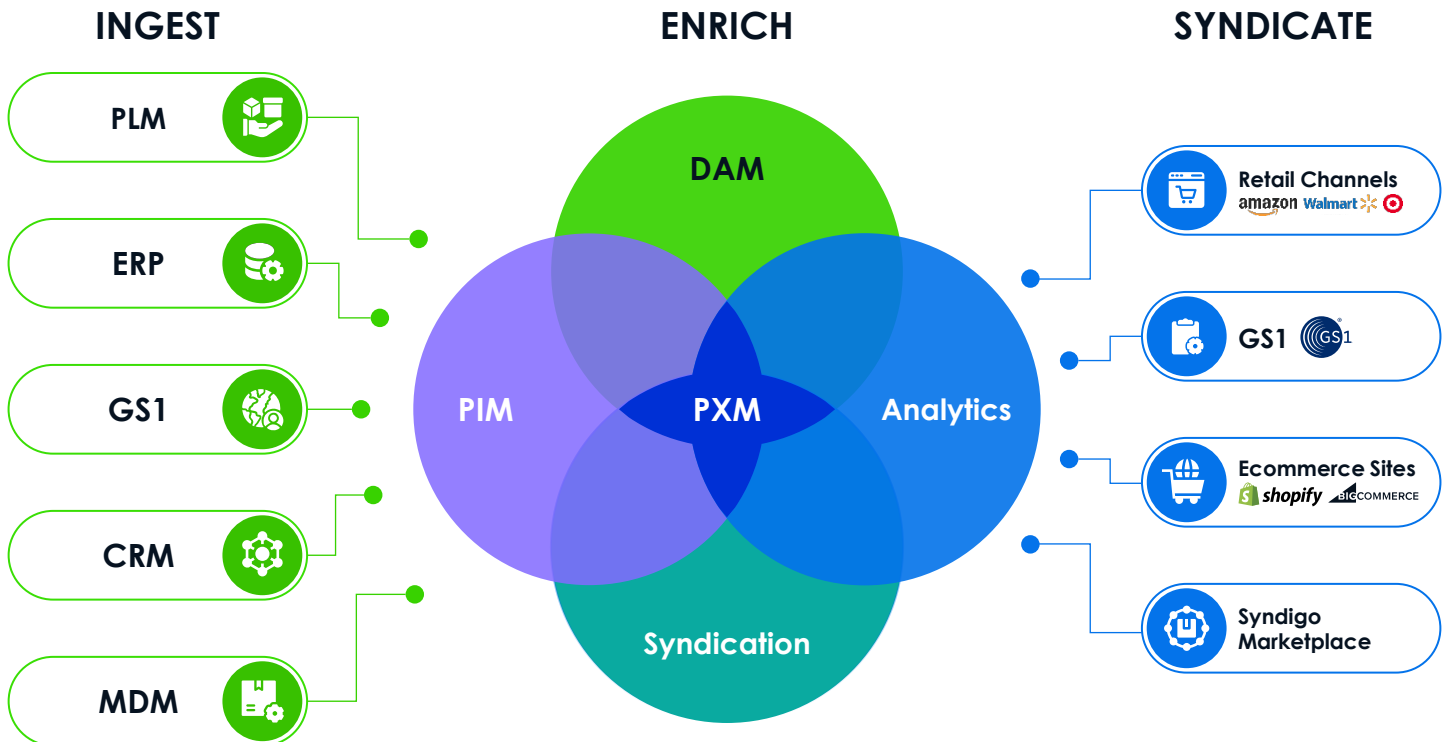 INGEST
ENRICH
SYNDICATE
PLM
ERP
GS1
CRM
MDM
DAM
PIM
PXM
Analytics
Syndication
Retail Channels
amazon Walmart
GS1 GS1
®
Ecommerce Sites
S shopify BIGCOMMERCE
Syndigo
Marketplace